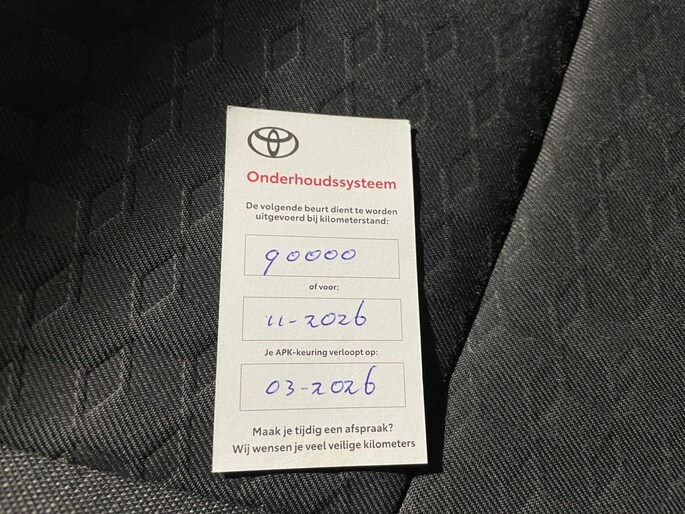 Onderhoudssysteem
De volgende beurt dient te worden
uitgevoerd bij kilometerstand:
90000
of voor:
11-2026
Je APK-keuring verloopt op:
03-2026
Maak je tijdig een afspraak?
Wij wensen je veel veilige kilometers